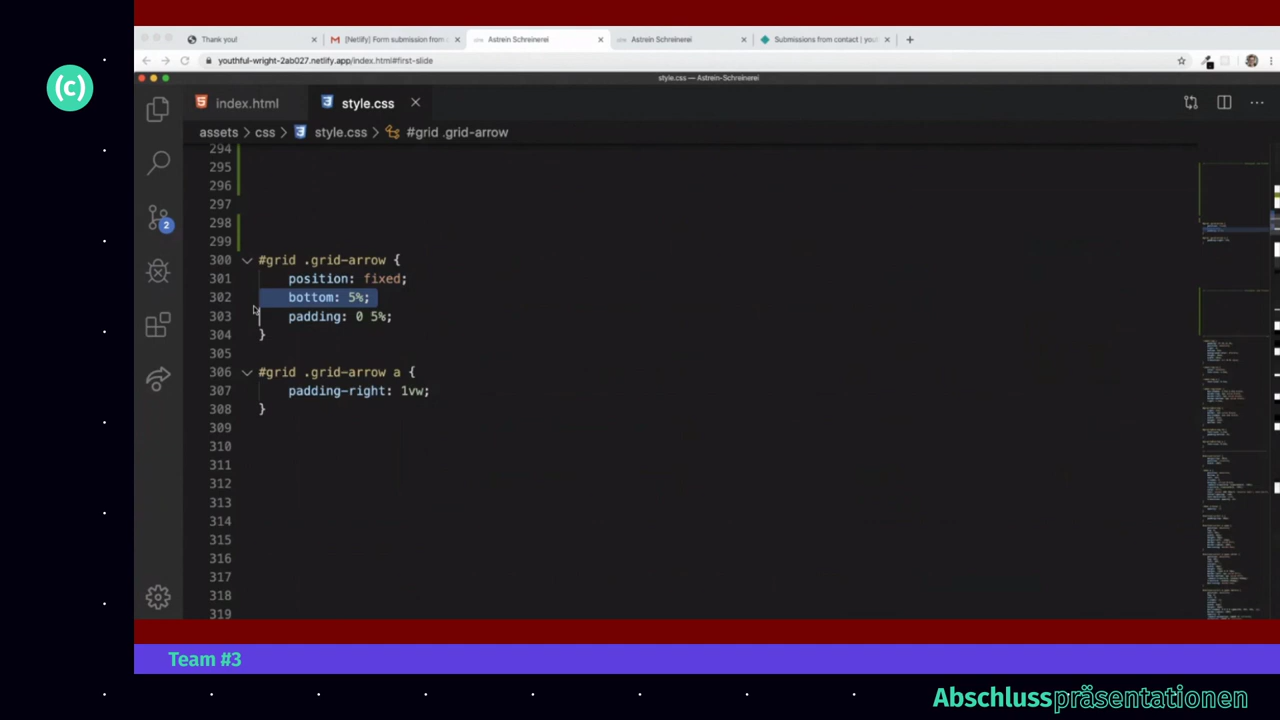 (c)
Thank you!
[Netlify] Form submission from
Astrein Schreinerei
Astrein Schreinerei
Submissions from contact | yout
youthful-wright-2ab027.netlify.app/index.html#first-slide
style.css — Astrein-Schreinerei
index.html
style.css
assets > css > style.css > #grid .grid-arrow
294
295
296
297
298
299
300 #grid .grid-arrow {
301 position: fixed;
302 bottom: 5%;
303 padding: 0 5%;
304 }
305
306 #grid .grid-arrow a {
307 padding-right: 1vw;
308 }
309
310
311
312
313
314
315
316
317
318
319
2
Team #3
Abschlusspräsentationen